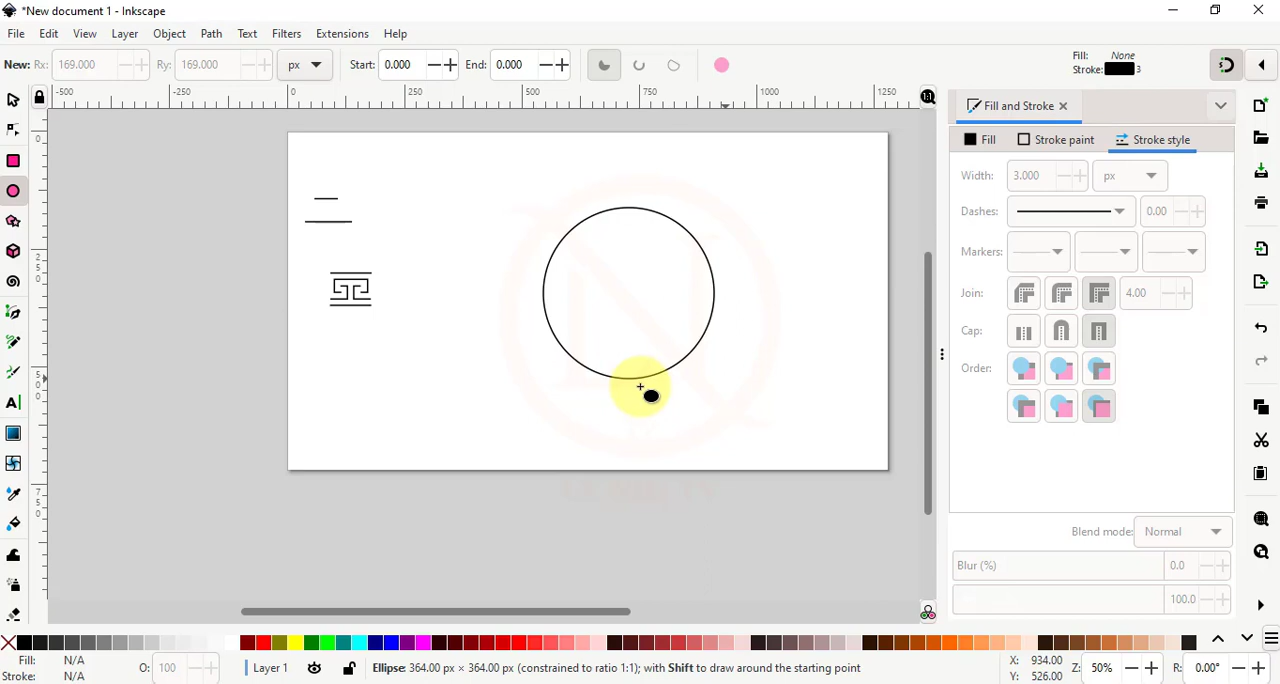 *New document 1 - Inkscape
File Edit View Layer Object Path Text Filters Extensions Help
New: Rx: 169.000 Ry: 169.000 px Start: 0.000 End: 0.000 Fill: None
Stroke: 3
-500 -250 0 250 500 750 1000 1250
Fill and Stroke
Fill Stroke paint Stroke style
Width: 3.000 px
Dashes: 0.00
Markers:
Join: 4.00
Cap:
Order:
Blend mode: Normal
Blur (%) 0.0
100.0
Fill: N/A
Stroke: N/A
O: 100
Layer 1
Ellipse: 364.00 px × 364.00 px (constrained to ratio 1:1); with Shift to draw around the starting point
X: 934.00
Y: 526.00
Z: 50%
R: 0.00°